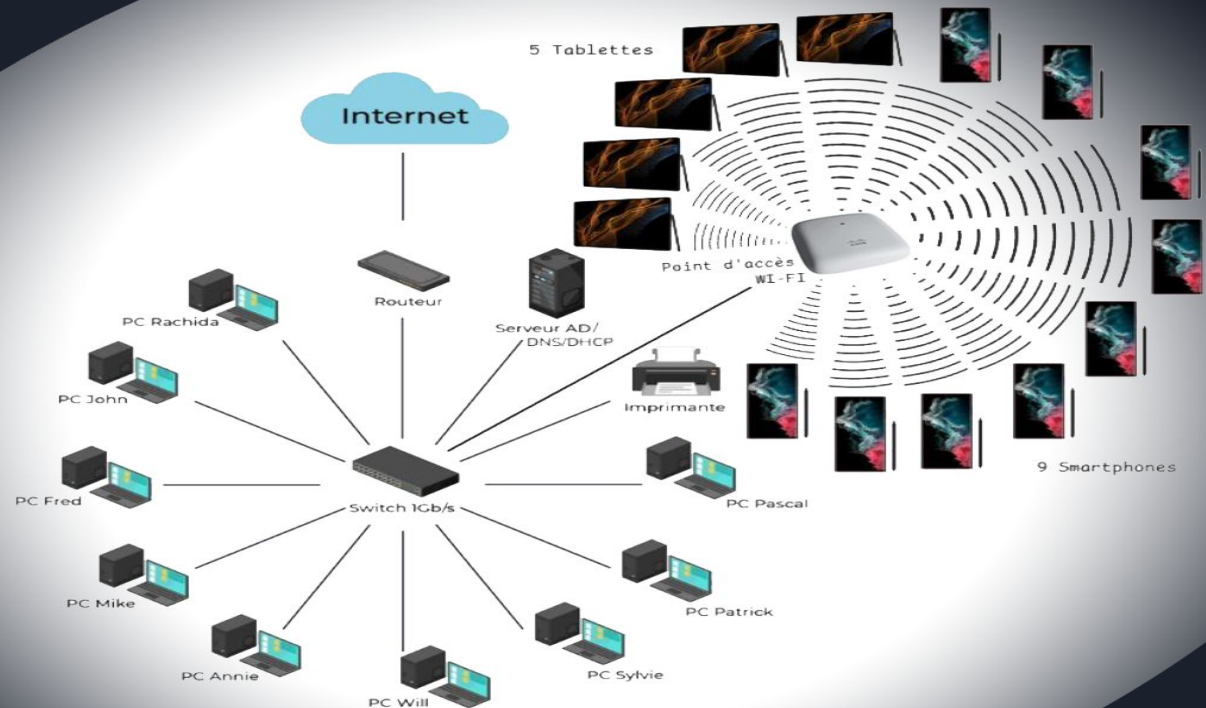 5 Tablettes
Internet
Point d'accès
WI-FI
Routeur
Serveur AD/
DNS/DHCP
PC Rachida
PC John
Imprimante
9 Smartphones
PC Fred
Switch 1Gb/s
PC Pascal
PC Mike
PC Patrick
PC Annie
PC Sylvie
PC Will